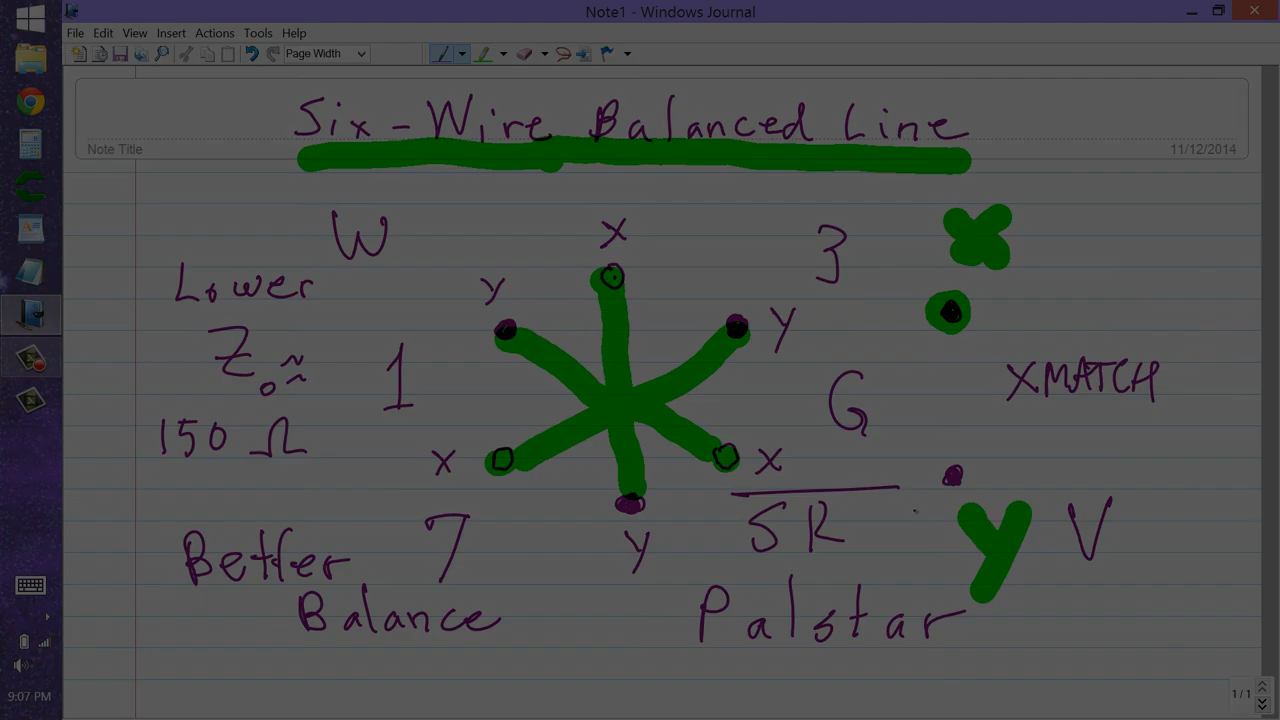 Note1 - Windows Journal
File Edit View Insert Actions Tools Help
Page Width
Six-Wire Balanced Line
Note Title
11/12/2014
W
x
3
Lower
y
y
Z₀ ≈
1
XMATCH
G
150 Ω
x
x
SR
y
V
Better
7
y
Balance
Palstar
9:07 PM
1 / 1